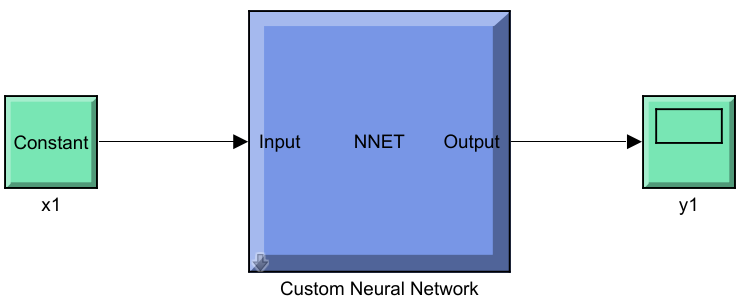 Constant
Input
NNET
Output
x1
y1
Custom Neural Network